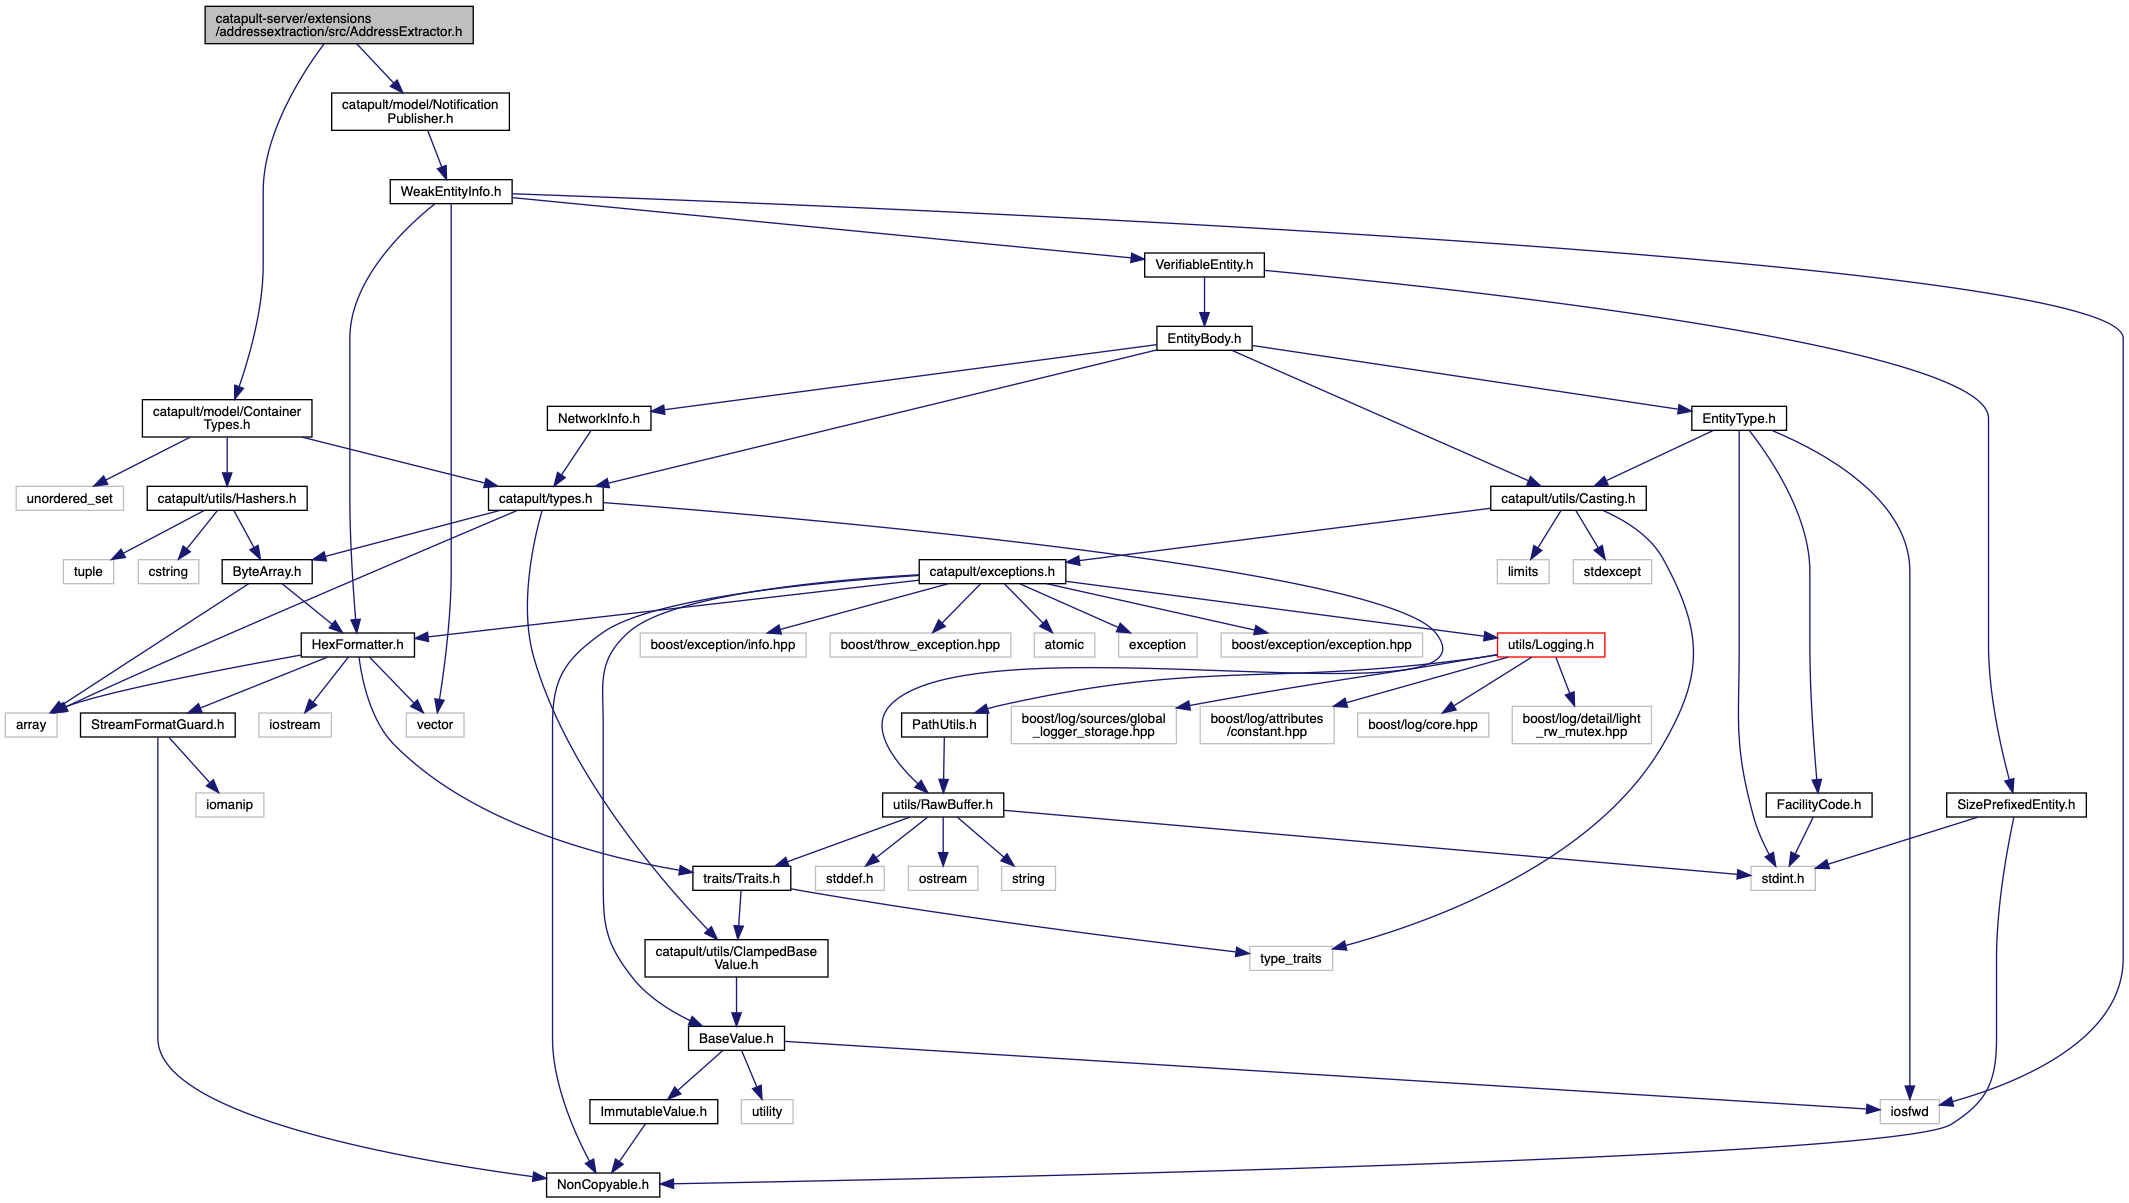 catapult-server/extensions
/addressextraction/src/AddressExtractor.h
catapult/model/Notification
Publisher.h
WeakEntityInfo.h
VerifiableEntity.h
EntityBody.h
catapult/model/Container
Types.h
NetworkInfo.h
EntityType.h
unordered_set
catapult/utils/Hashers.h
catapult/types.h
catapult/utils/Casting.h
tuple
cstring
ByteArray.h
catapult/exceptions.h
limits
stdexcept
HexFormatter.h
boost/exception/info.hpp
boost/throw_exception.hpp
atomic
exception
boost/exception/exception.hpp
utils/Logging.h
array
StreamFormatGuard.h
iostream
vector
PathUtils.h
boost/log/sources/global
_logger_storage.hpp
boost/log/attributes
/constant.hpp
boost/log/core.hpp
boost/log/detail/light
_rw_mutex.hpp
iomanip
utils/RawBuffer.h
FacilityCode.h
SizePrefixedEntity.h
traits/Traits.h
stddef.h
ostream
string
stdint.h
catapult/utils/ClampedBase
Value.h
type_traits
BaseValue.h
ImmutableValue.h
utility
iosfwd
NonCopyable.h